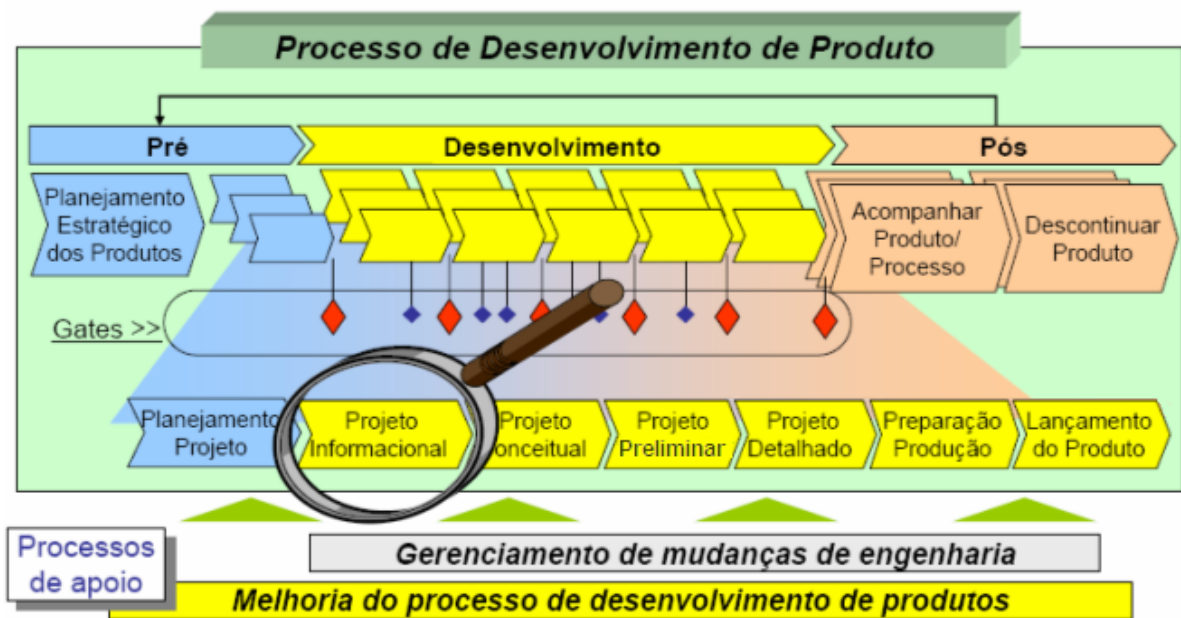 Processo de Desenvolvimento de Produto
Pré
Desenvolvimento
Pós
Planejamento
Estratégico
dos Produtos
Acompanhar
Produto/
Processo
Descontinuar
Produto
Gates >>
Planejamento
Projeto
Projeto
Informacional
Projeto
onceitual
Projeto
Preliminar
Projeto
Detalhado
Preparação
Produção
Lançamento
do Produto
Processos
de apoio
Gerenciamento de mudanças de engenharia
Melhoria do processo de desenvolvimento de produtos